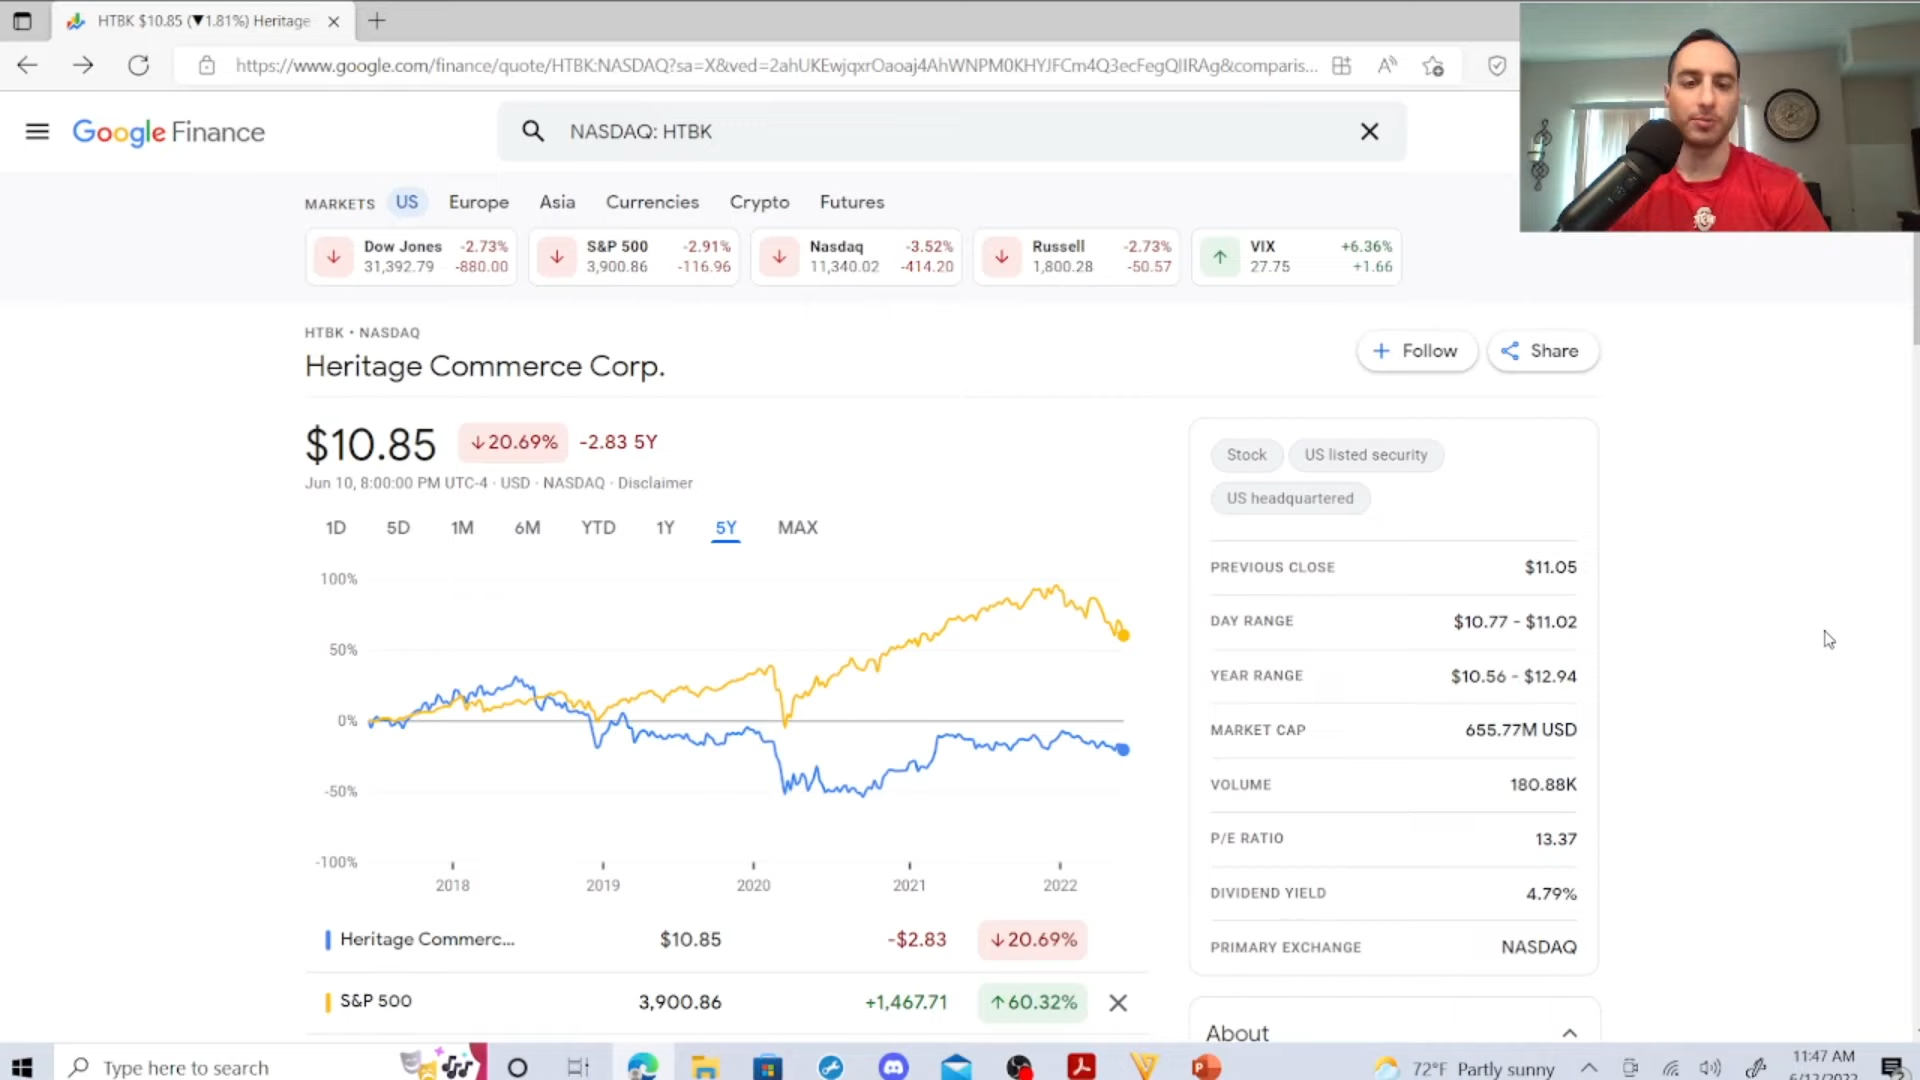 HTBK $10.85 (▼1.81%) Heritage
https://www.google.com/finance/quote/HTBK:NASDAQ?sa=X&ved=2ahUKEwjqxrOaoaj4AhWNPM0KHYJFCm4Q3ecFegQIIRAg&comparis...
Google Finance
NASDAQ: HTBK
MARKETS US Europe Asia Currencies Crypto Futures
Dow Jones -2.73% S&P 500 -2.91% Nasdaq -3.52% Russell -2.73% VIX +6.36%
31,392.79 -880.00 3,900.86 -116.96 11,340.02 -414.20 1,800.28 -50.57 27.75 +1.66
HTBK • NASDAQ
Heritage Commerce Corp.
+ Follow Share
$10.85 ↓20.69% -2.83 5Y
Jun 10, 8:00:00 PM UTC-4 · USD · NASDAQ · Disclaimer
1D 5D 1M 6M YTD 1Y 5Y MAX
100%
50%
0%
-50%
-100%
2018 2019 2020 2021 2022
Heritage Commerc... $10.85 -$2.83 ↓20.69%
S&P 500 3,900.86 +1,467.71 ↑60.32%
Stock US listed security
US headquartered
PREVIOUS CLOSE $11.05
DAY RANGE $10.77 - $11.02
YEAR RANGE $10.56 - $12.94
MARKET CAP 655.77M USD
VOLUME 180.88K
P/E RATIO 13.37
DIVIDEND YIELD 4.79%
PRIMARY EXCHANGE NASDAQ
About
Type here to search
72°F Partly sunny
11:47 AM